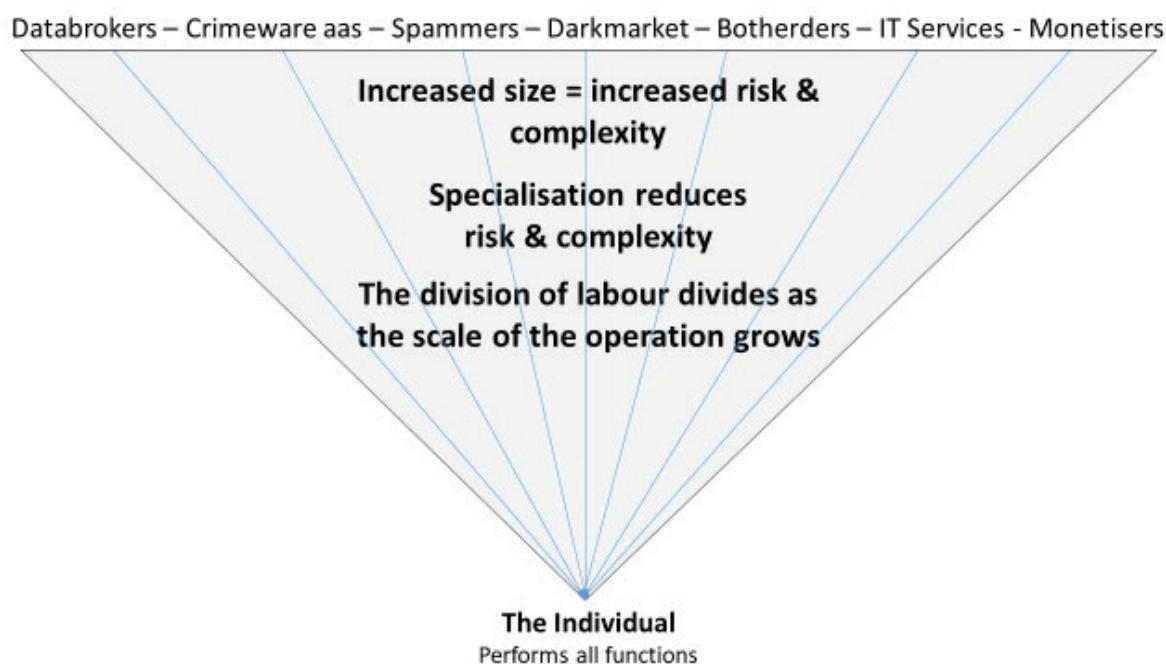 Databrokers – Crimeware aas – Spammers – Darkmarket – Botherders – IT Services - Monetisers
Increased size = increased risk &
complexity
Specialisation reduces
risk & complexity
The division of labour divides as
the scale of the operation grows
The Individual
Performs all functions